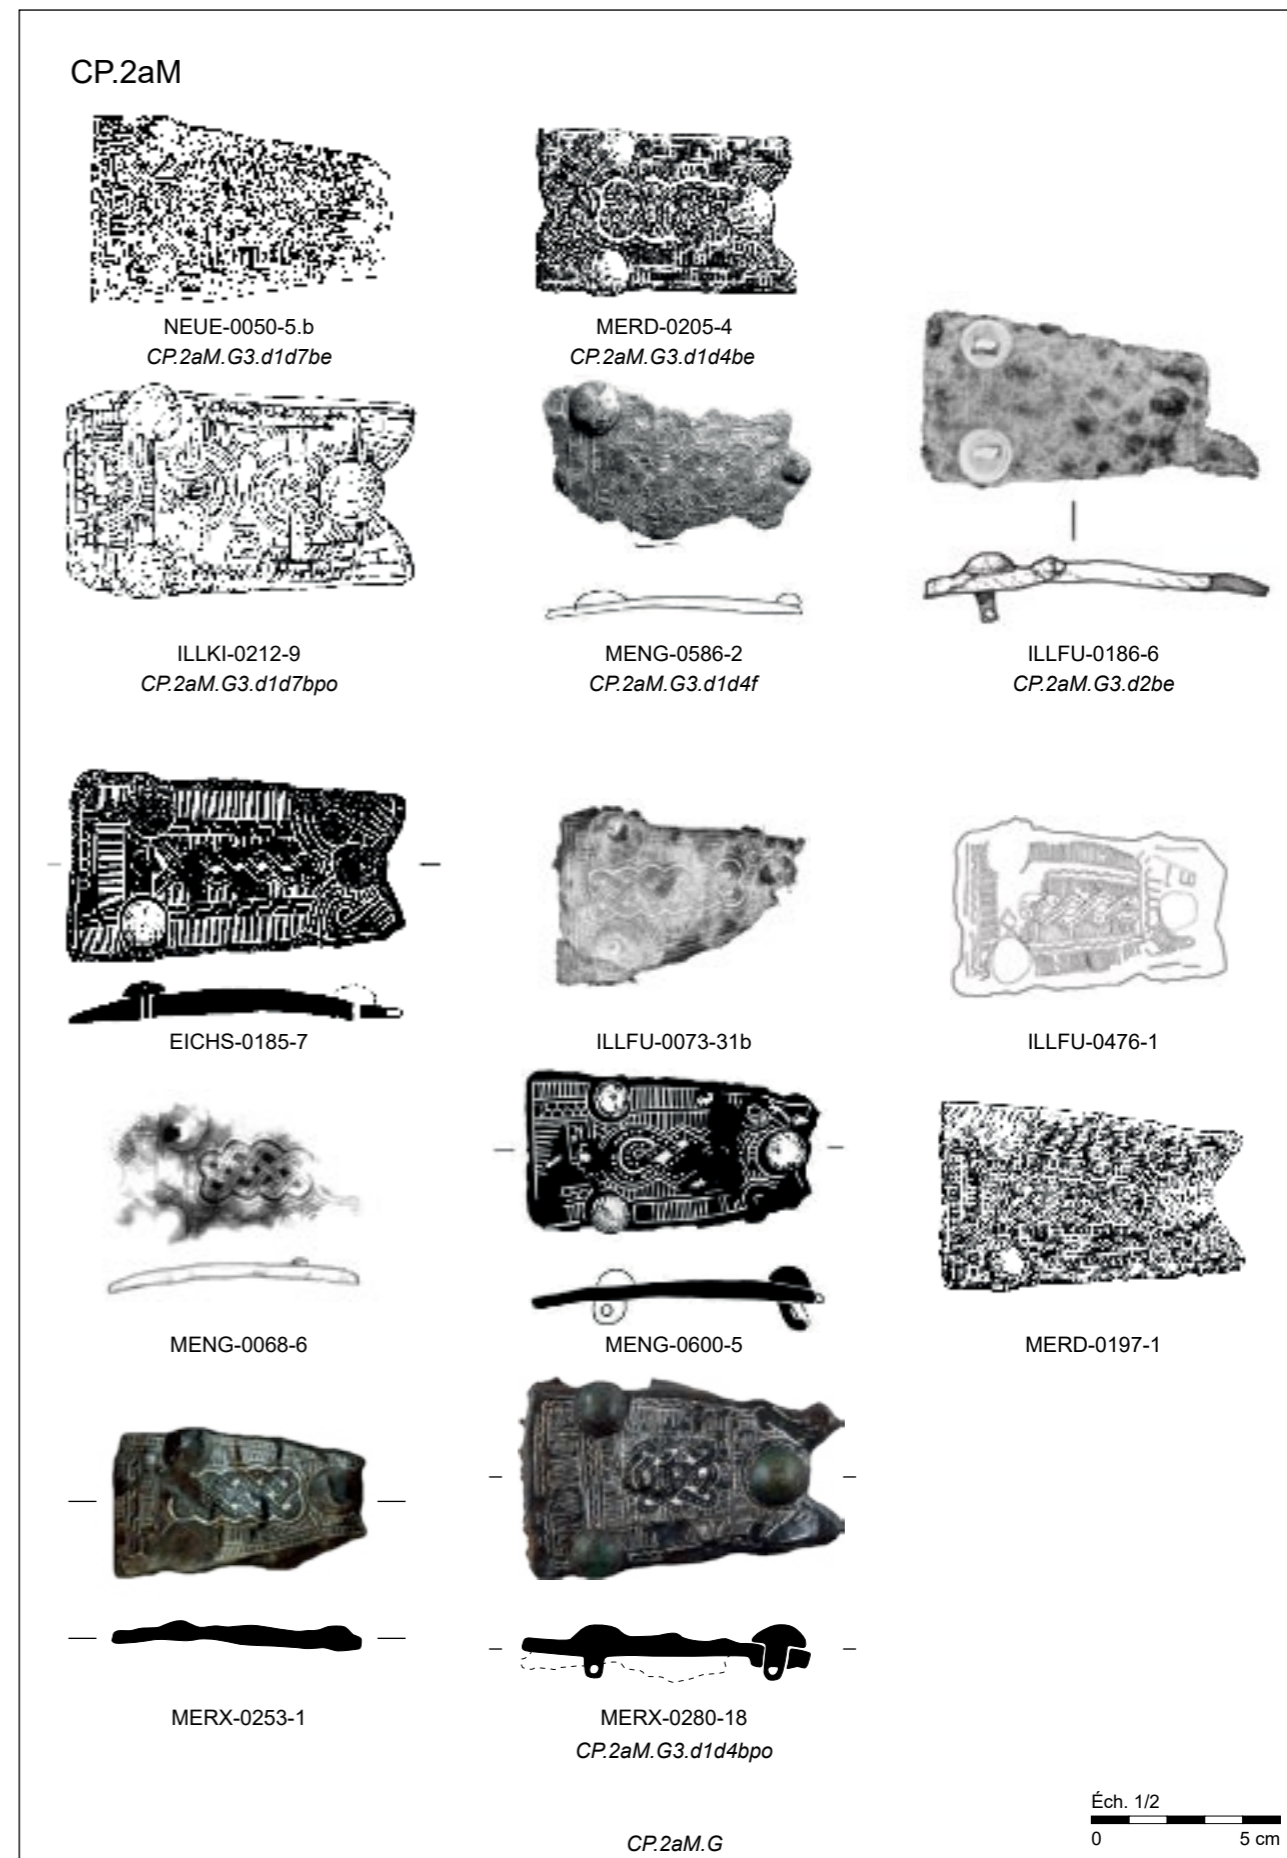 CP.2aM
NEUE-0050-5.b
CP.2aM.G3.d1d7be
MERD-0205-4
CP.2aM.G3.d1d4be
ILLKI-0212-9
CP.2aM.G3.d1d7bpo
MENG-0586-2
CP.2aM.G3.d1d4f
ILLFU-0186-6
CP.2aM.G3.d2be
EICHS-0185-7
ILLFU-0073-31b
ILLFU-0476-1
MENG-0068-6
MENG-0600-5
MERD-0197-1
MERX-0253-1
MERX-0280-18
CP.2aM.G3.d1d4bpo
CP.2aM.G
Éch. 1/2
0 5 cm